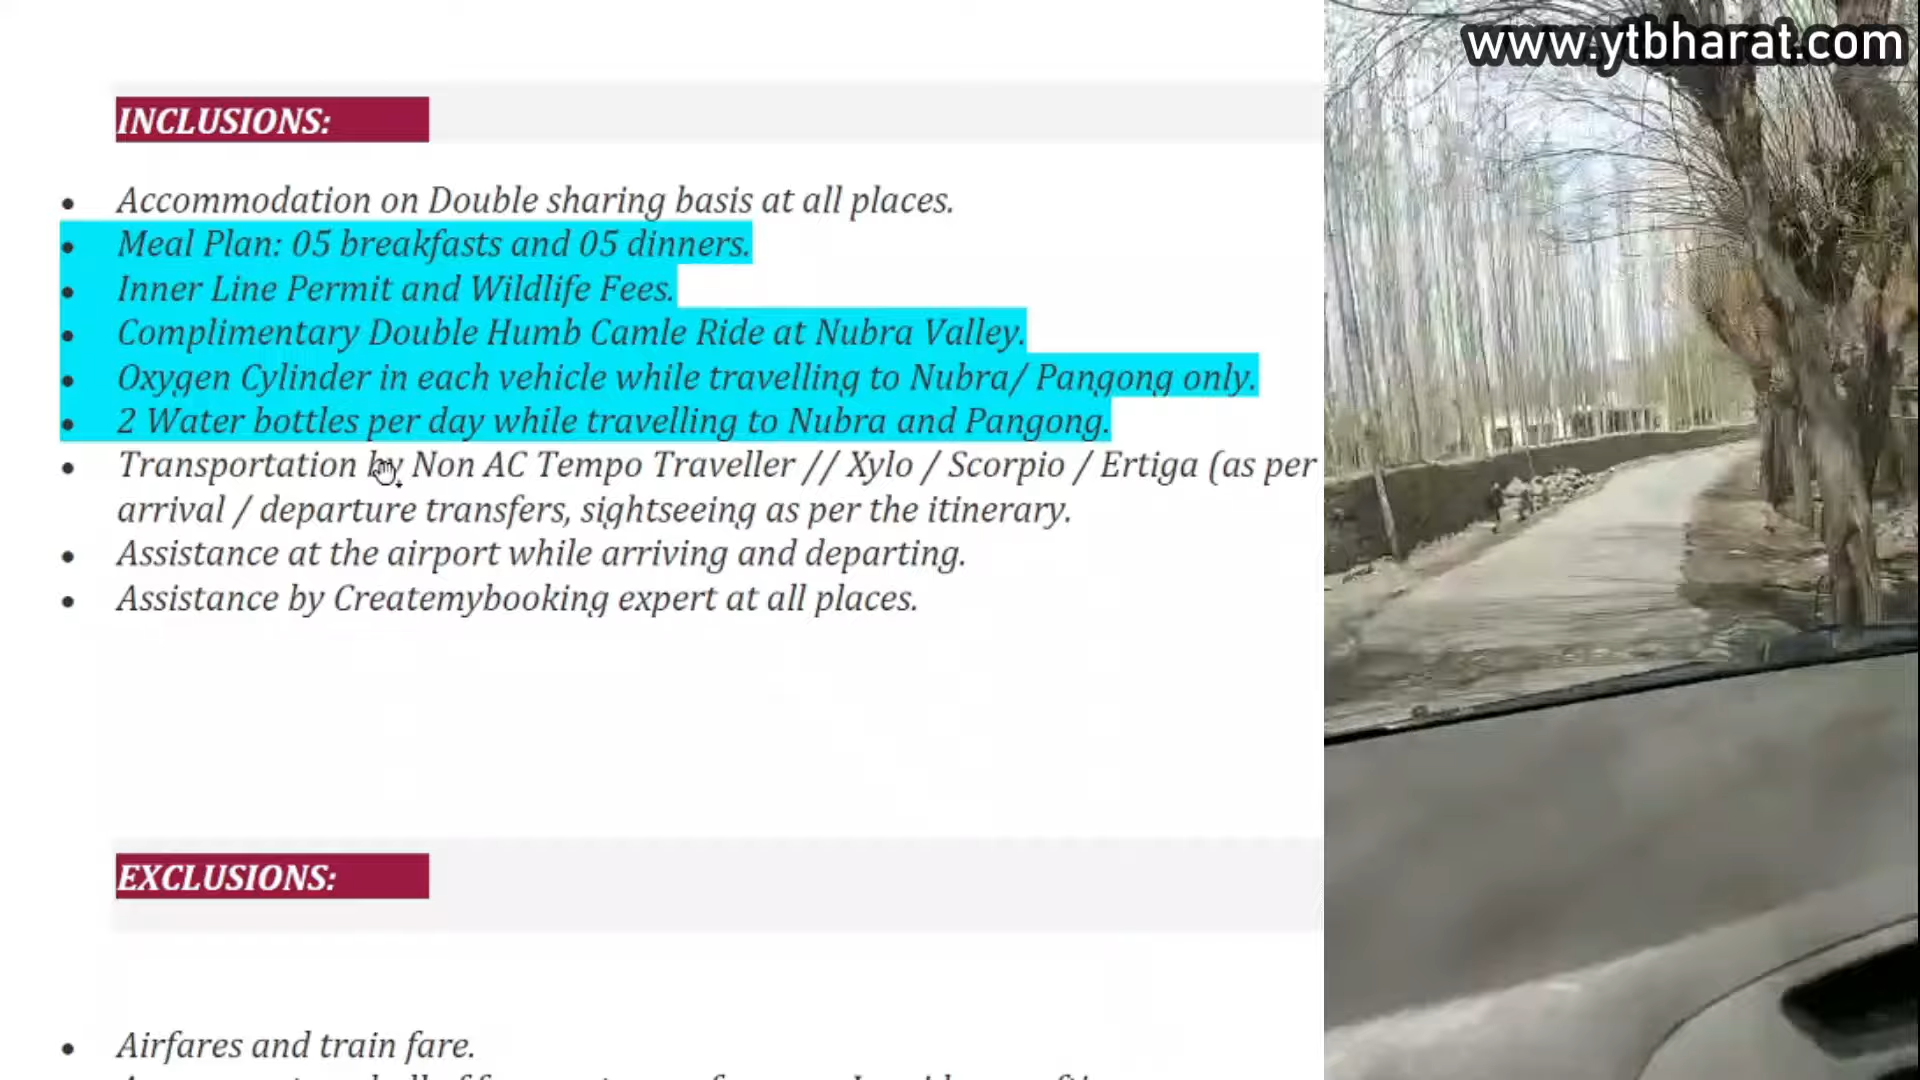 www.ytbharat.com
INCLUSIONS:
Accommodation on Double sharing basis at all places.
Meal Plan: 05 breakfasts and 05 dinners.
Inner Line Permit and Wildlife Fees.
Complimentary Double Humb Camle Ride at Nubra Valley.
Oxygen Cylinder in each vehicle while travelling to Nubra/ Pangong only.
2 Water bottles per day while travelling to Nubra and Pangong.
Transportation by Non AC Tempo Traveller // Xylo / Scorpio / Ertiga (as per
arrival / departure transfers, sightseeing as per the itinerary.
Assistance at the airport while arriving and departing.
Assistance by Createmybooking expert at all places.
EXCLUSIONS:
Airfares and train fare.